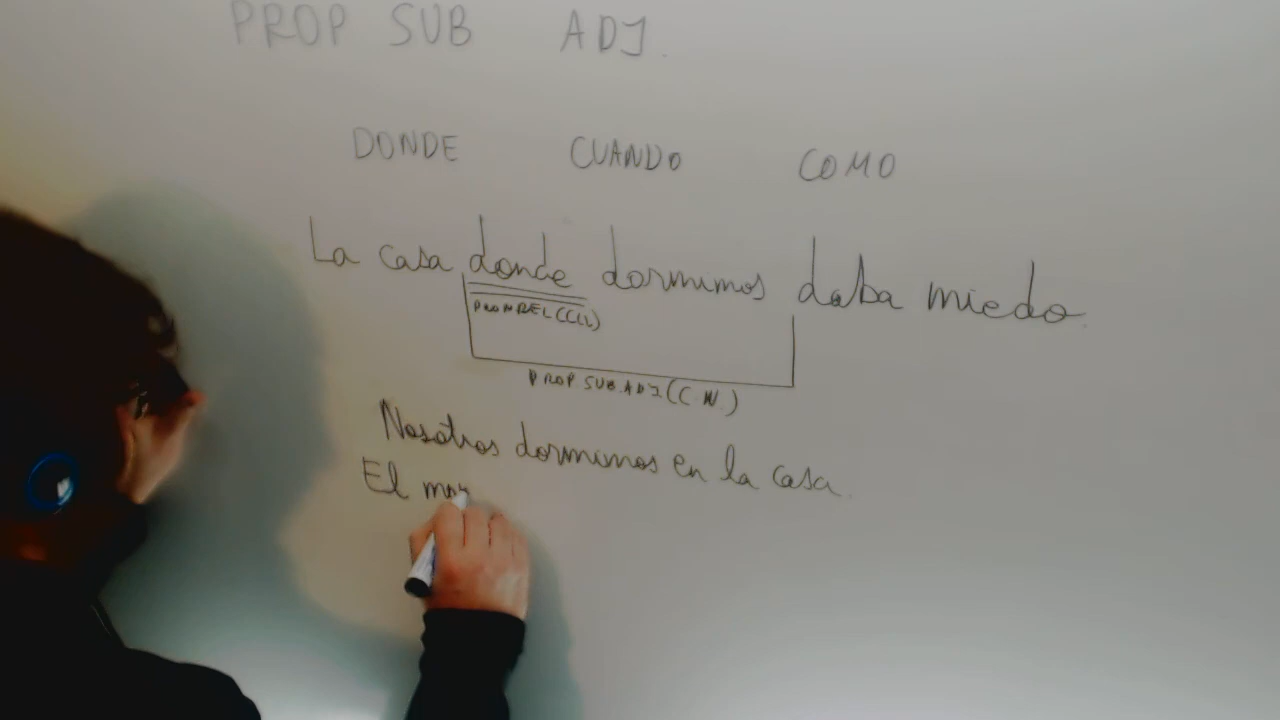 PROP SUB ADJ.
DONDE CUANDO COMO
La casa donde dormimos daba miedo.
PRON REL (CCL)
PROP SUB ADJ (C.N.)
Nosotros dormimos en la casa.
El mo